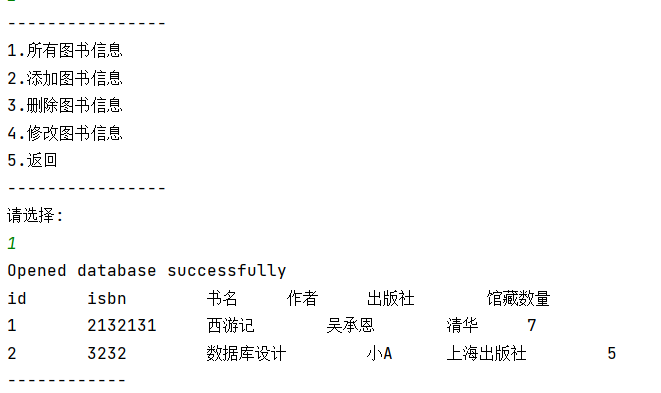 ----------------
1.所有图书信息
2.添加图书信息
3.删除图书信息
4.修改图书信息
5.返回
----------------
请选择:
1
Opened database successfully
id isbn 书名 作者 出版社 馆藏数量
1 2132131 西游记 吴承恩 清华 7
2 3232 数据库设计 小A 上海出版社 5
------------